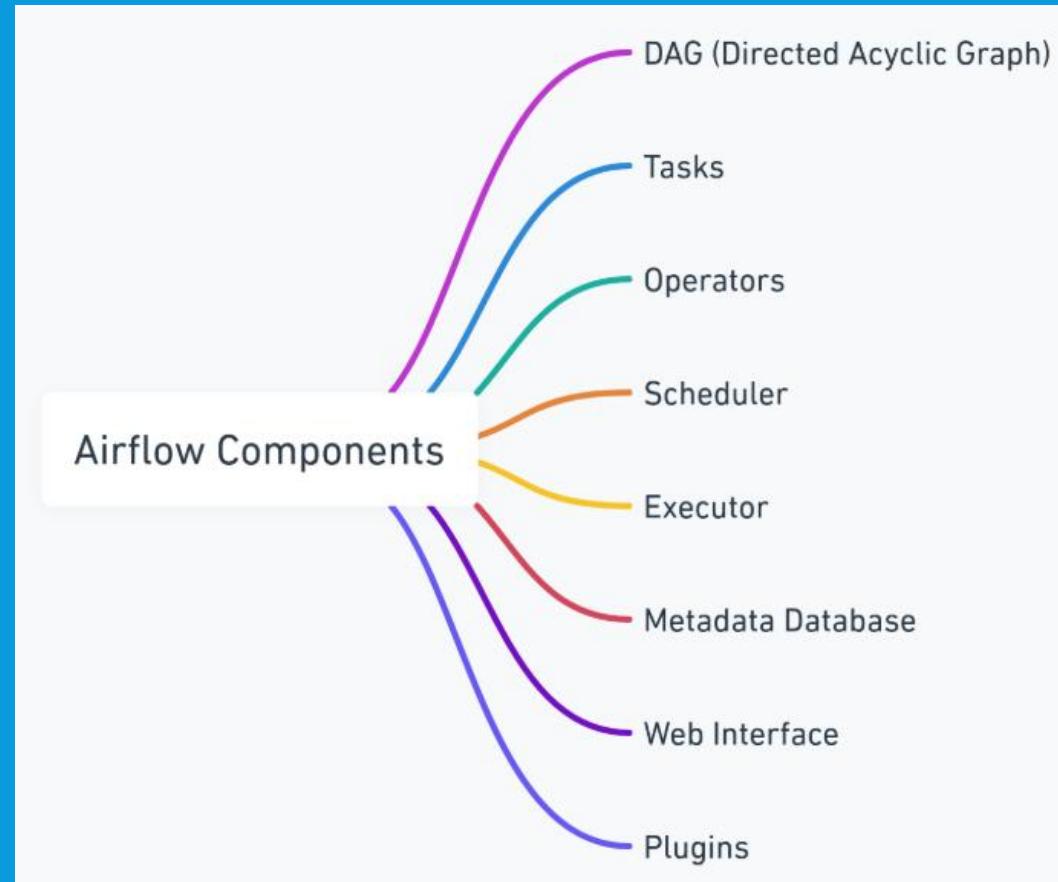 DAG (Directed Acyclic Graph)
Tasks
Operators
Scheduler
Airflow Components
Executor
Metadata Database
Web Interface
Plugins